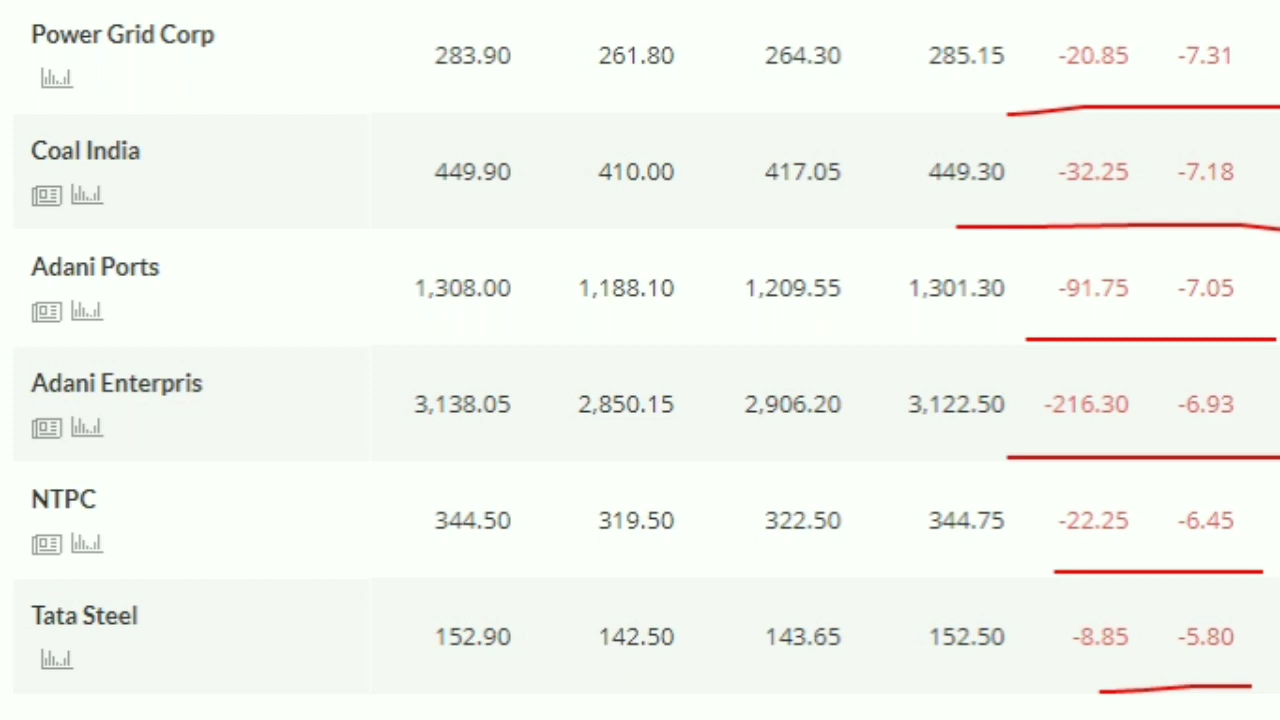 Power Grid Corp 283.90 261.80 264.30 285.15 -20.85 -7.31
Coal India 449.90 410.00 417.05 449.30 -32.25 -7.18
Adani Ports 1,308.00 1,188.10 1,209.55 1,301.30 -91.75 -7.05
Adani Enterpris 3,138.05 2,850.15 2,906.20 3,122.50 -216.30 -6.93
NTPC 344.50 319.50 322.50 344.75 -22.25 -6.45
Tata Steel 152.90 142.50 143.65 152.50 -8.85 -5.80